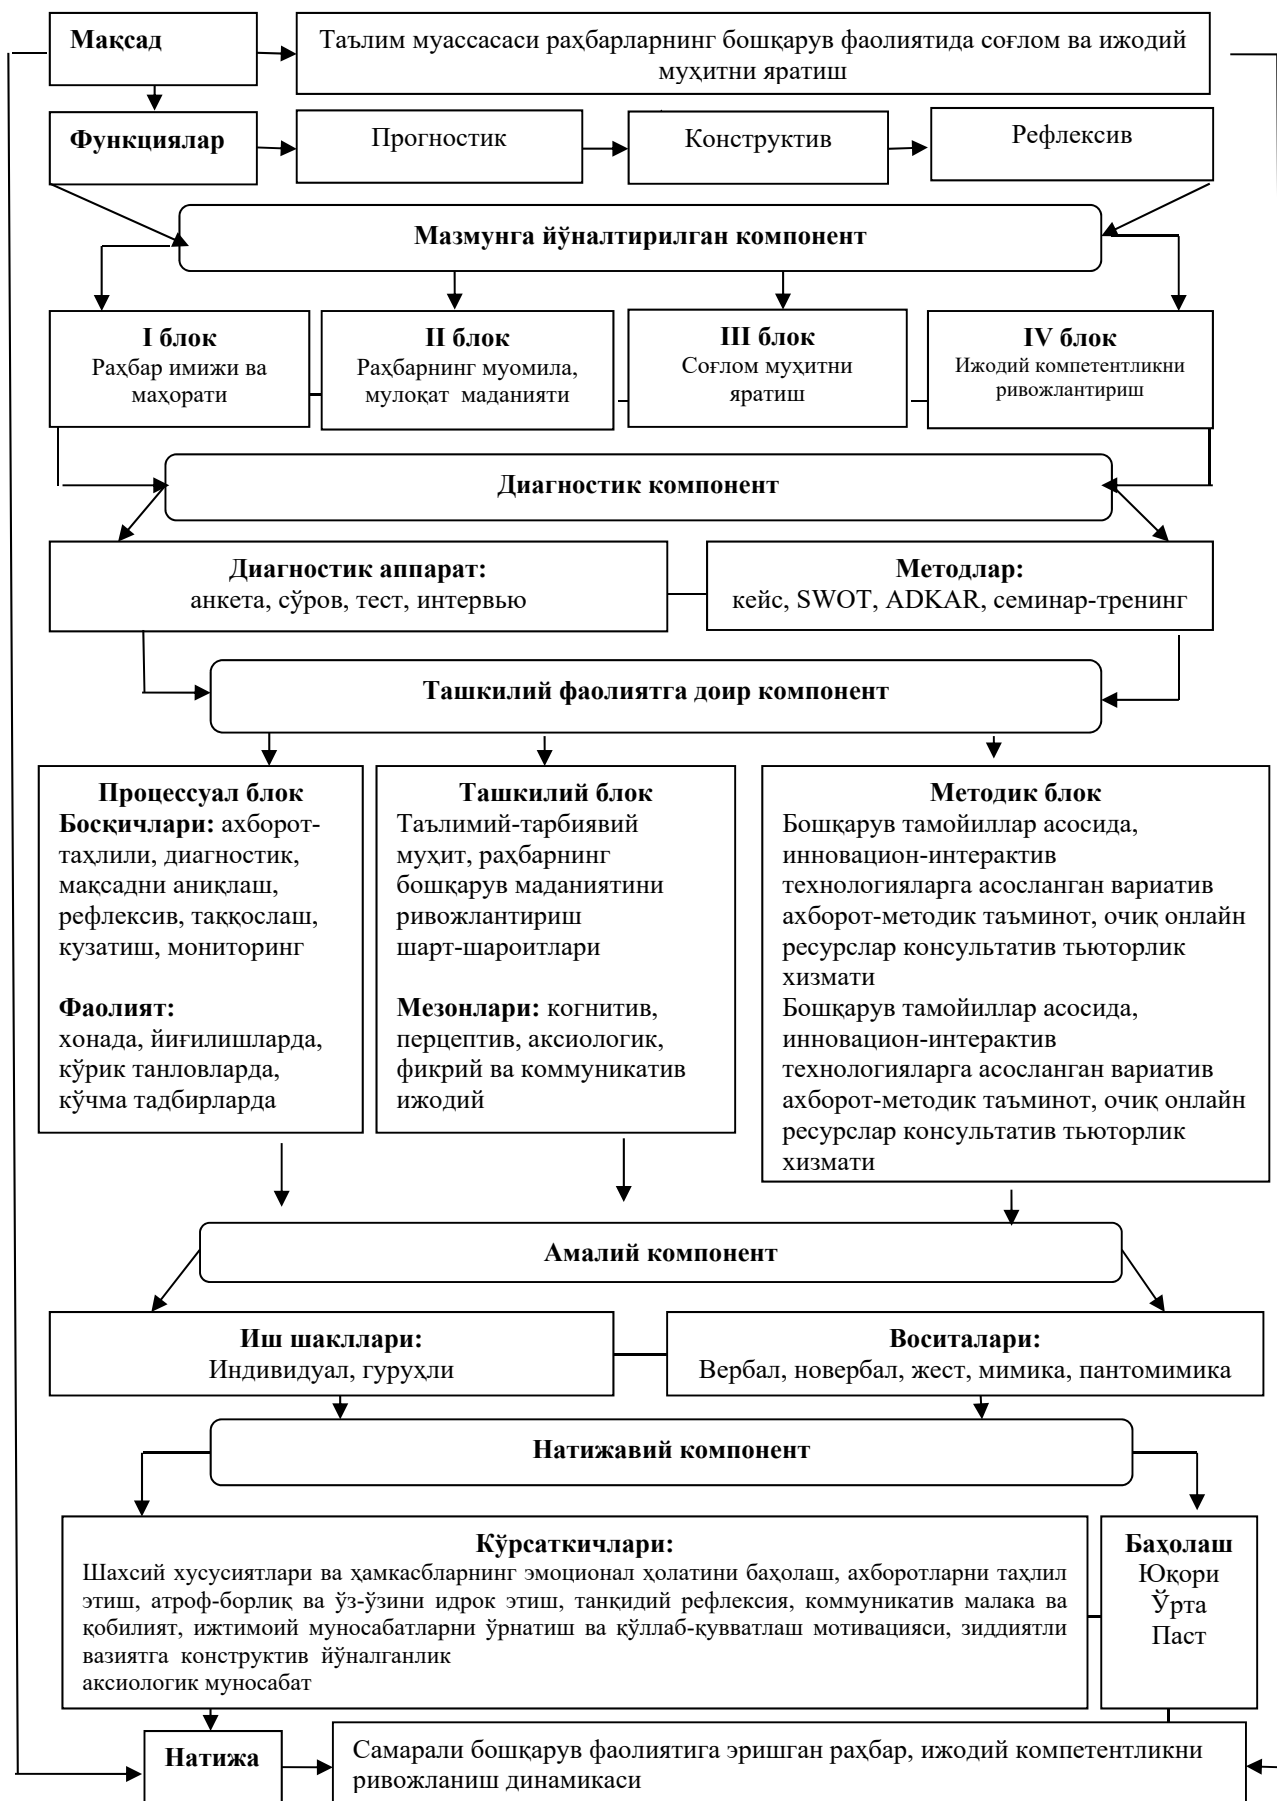 Мақсад
Таълим муассасаси раҳбарларнинг бошқарув фаолиятида соғлом ва ижодий
муҳитни яратиш
Функциялар
Прогностик
Конструктив
Рефлексив
Мазмунга йўналтирилган компонент
I блок
Раҳбар имижи ва
маҳорати
II блок
Раҳбарнинг муомила,
мулоқат маданияти
III блок
Соғлом муҳитни
яратиш
IV блок
Ижодий компетентликни
ривожлантириш
Диагностик компонент
Диагностик аппарат:
анкета, сўров, тест, интервью
Методлар:
кейс, SWOT, ADKAR, семинар-тренинг
Ташкилий фаолиятга доир компонент
Процессуал блок
Босқичлари: ахборот-
таҳлили, диагностик,
мақсадни аниқлаш,
рефлексив, таққослаш,
кузатиш, мониторинг
Фаолият:
хонада, йиғилишларда,
кўрик танловларда,
кўчма тадбирларда
Ташкилий блок
Таълимий-тарбиявий
муҳит, раҳбарнинг
бошқарув маданиятини
ривожлантириш
шарт-шароитлари
Мезонлари: когнитив,
перцептив, аксиологик,
фикрий ва коммуникатив
ижодий
Методик блок
Бошқарув тамойиллар асосида,
инновацион-интерактив
технологияларга асосланган вариатив
ахборот-методик таъминот, очиқ онлайн
ресурслар консультатив тьюторлик
хизмати
Бошқарув тамойиллар асосида,
инновацион-интерактив
технологияларга асосланган вариатив
ахборот-методик таъминот, очиқ онлайн
ресурслар консультатив тьюторлик
хизмати
Амалий компонент
Иш шакллари:
Индивидуал, гуруҳли
Воситалари:
Вербал, новербал, жест, мимика, пантомимика
Натижавий компонент
Кўрсаткичлари:
Шахсий хусусиятлари ва ҳамкасбларнинг эмоционал ҳолатини баҳолаш, ахборотларни таҳлил
этиш, атроф-борлиқ ва ўз-ўзини идрок этиш, танқидий рефлексия, коммуникатив малака ва
қобилият, ижтимоий муносабатларни ўрнатиш ва қўллаб-қувватлаш мотивацияси, зиддиятли
вазиятга конструктив йўналганлик
аксиологик муносабат
Баҳолаш
Юқори
Ўрта
Паст
Натижа
Самарали бошқарув фаолиятига эришган раҳбар, ижодий компетентликни
ривожланиш динамикаси